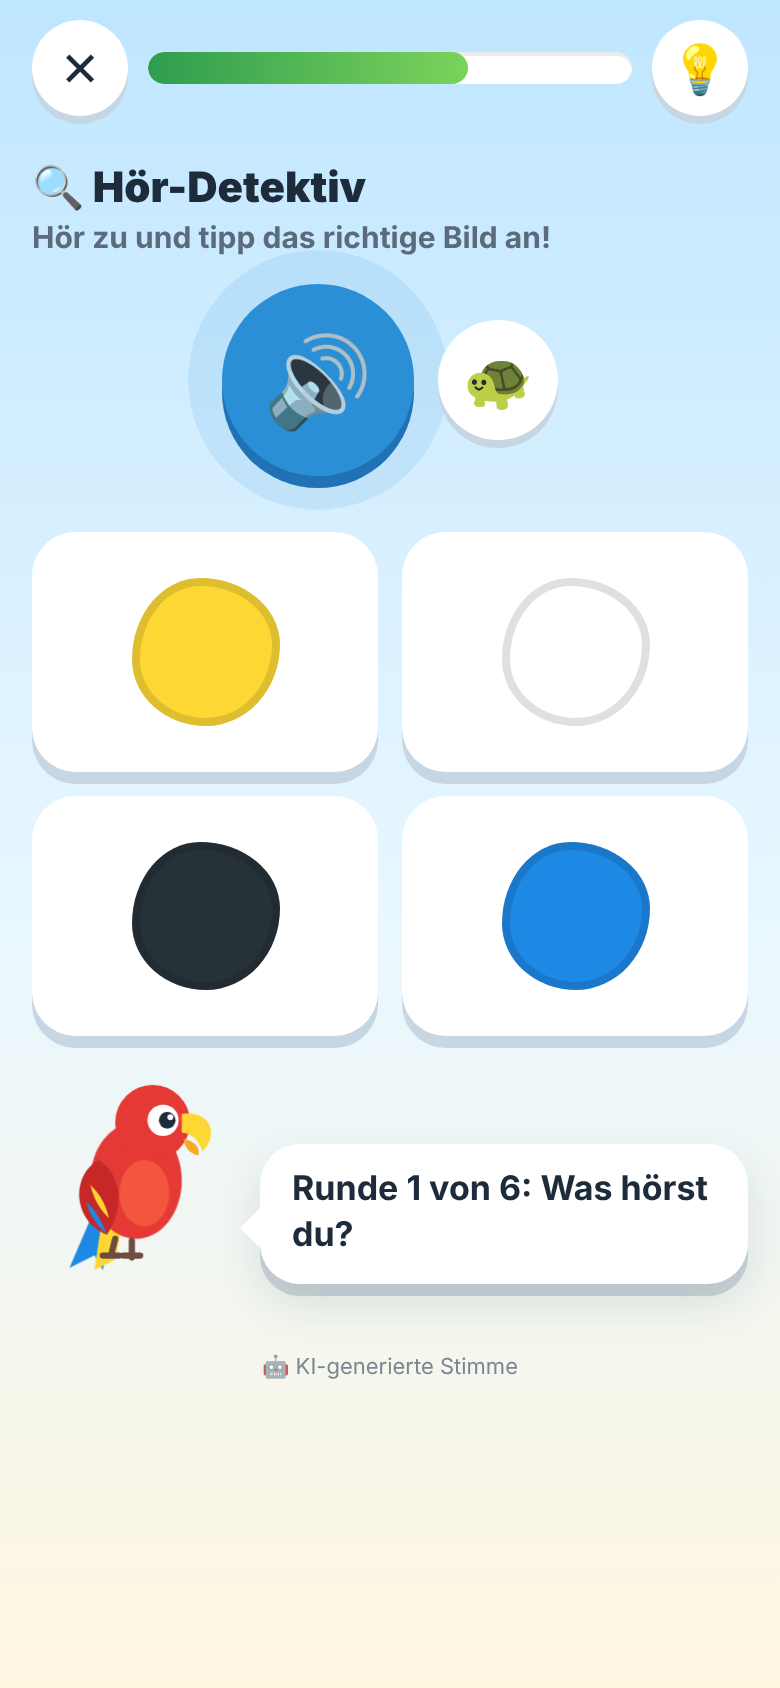 Hör-Detektiv
Hör zu und tipp das richtige Bild an!
Runde 1 von 6: Was hörst
du?
KI-generierte Stimme